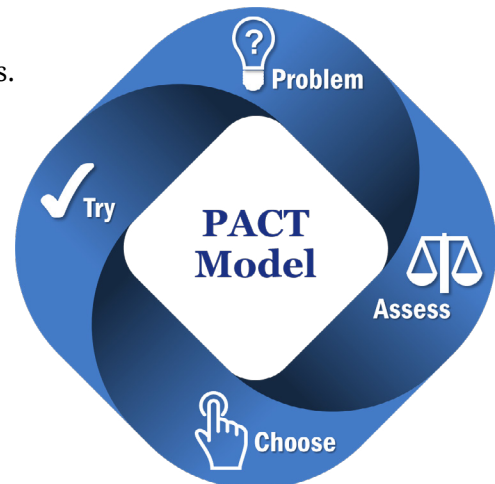 s.
?
Problem
Try
PACT
Model
Assess
Choose